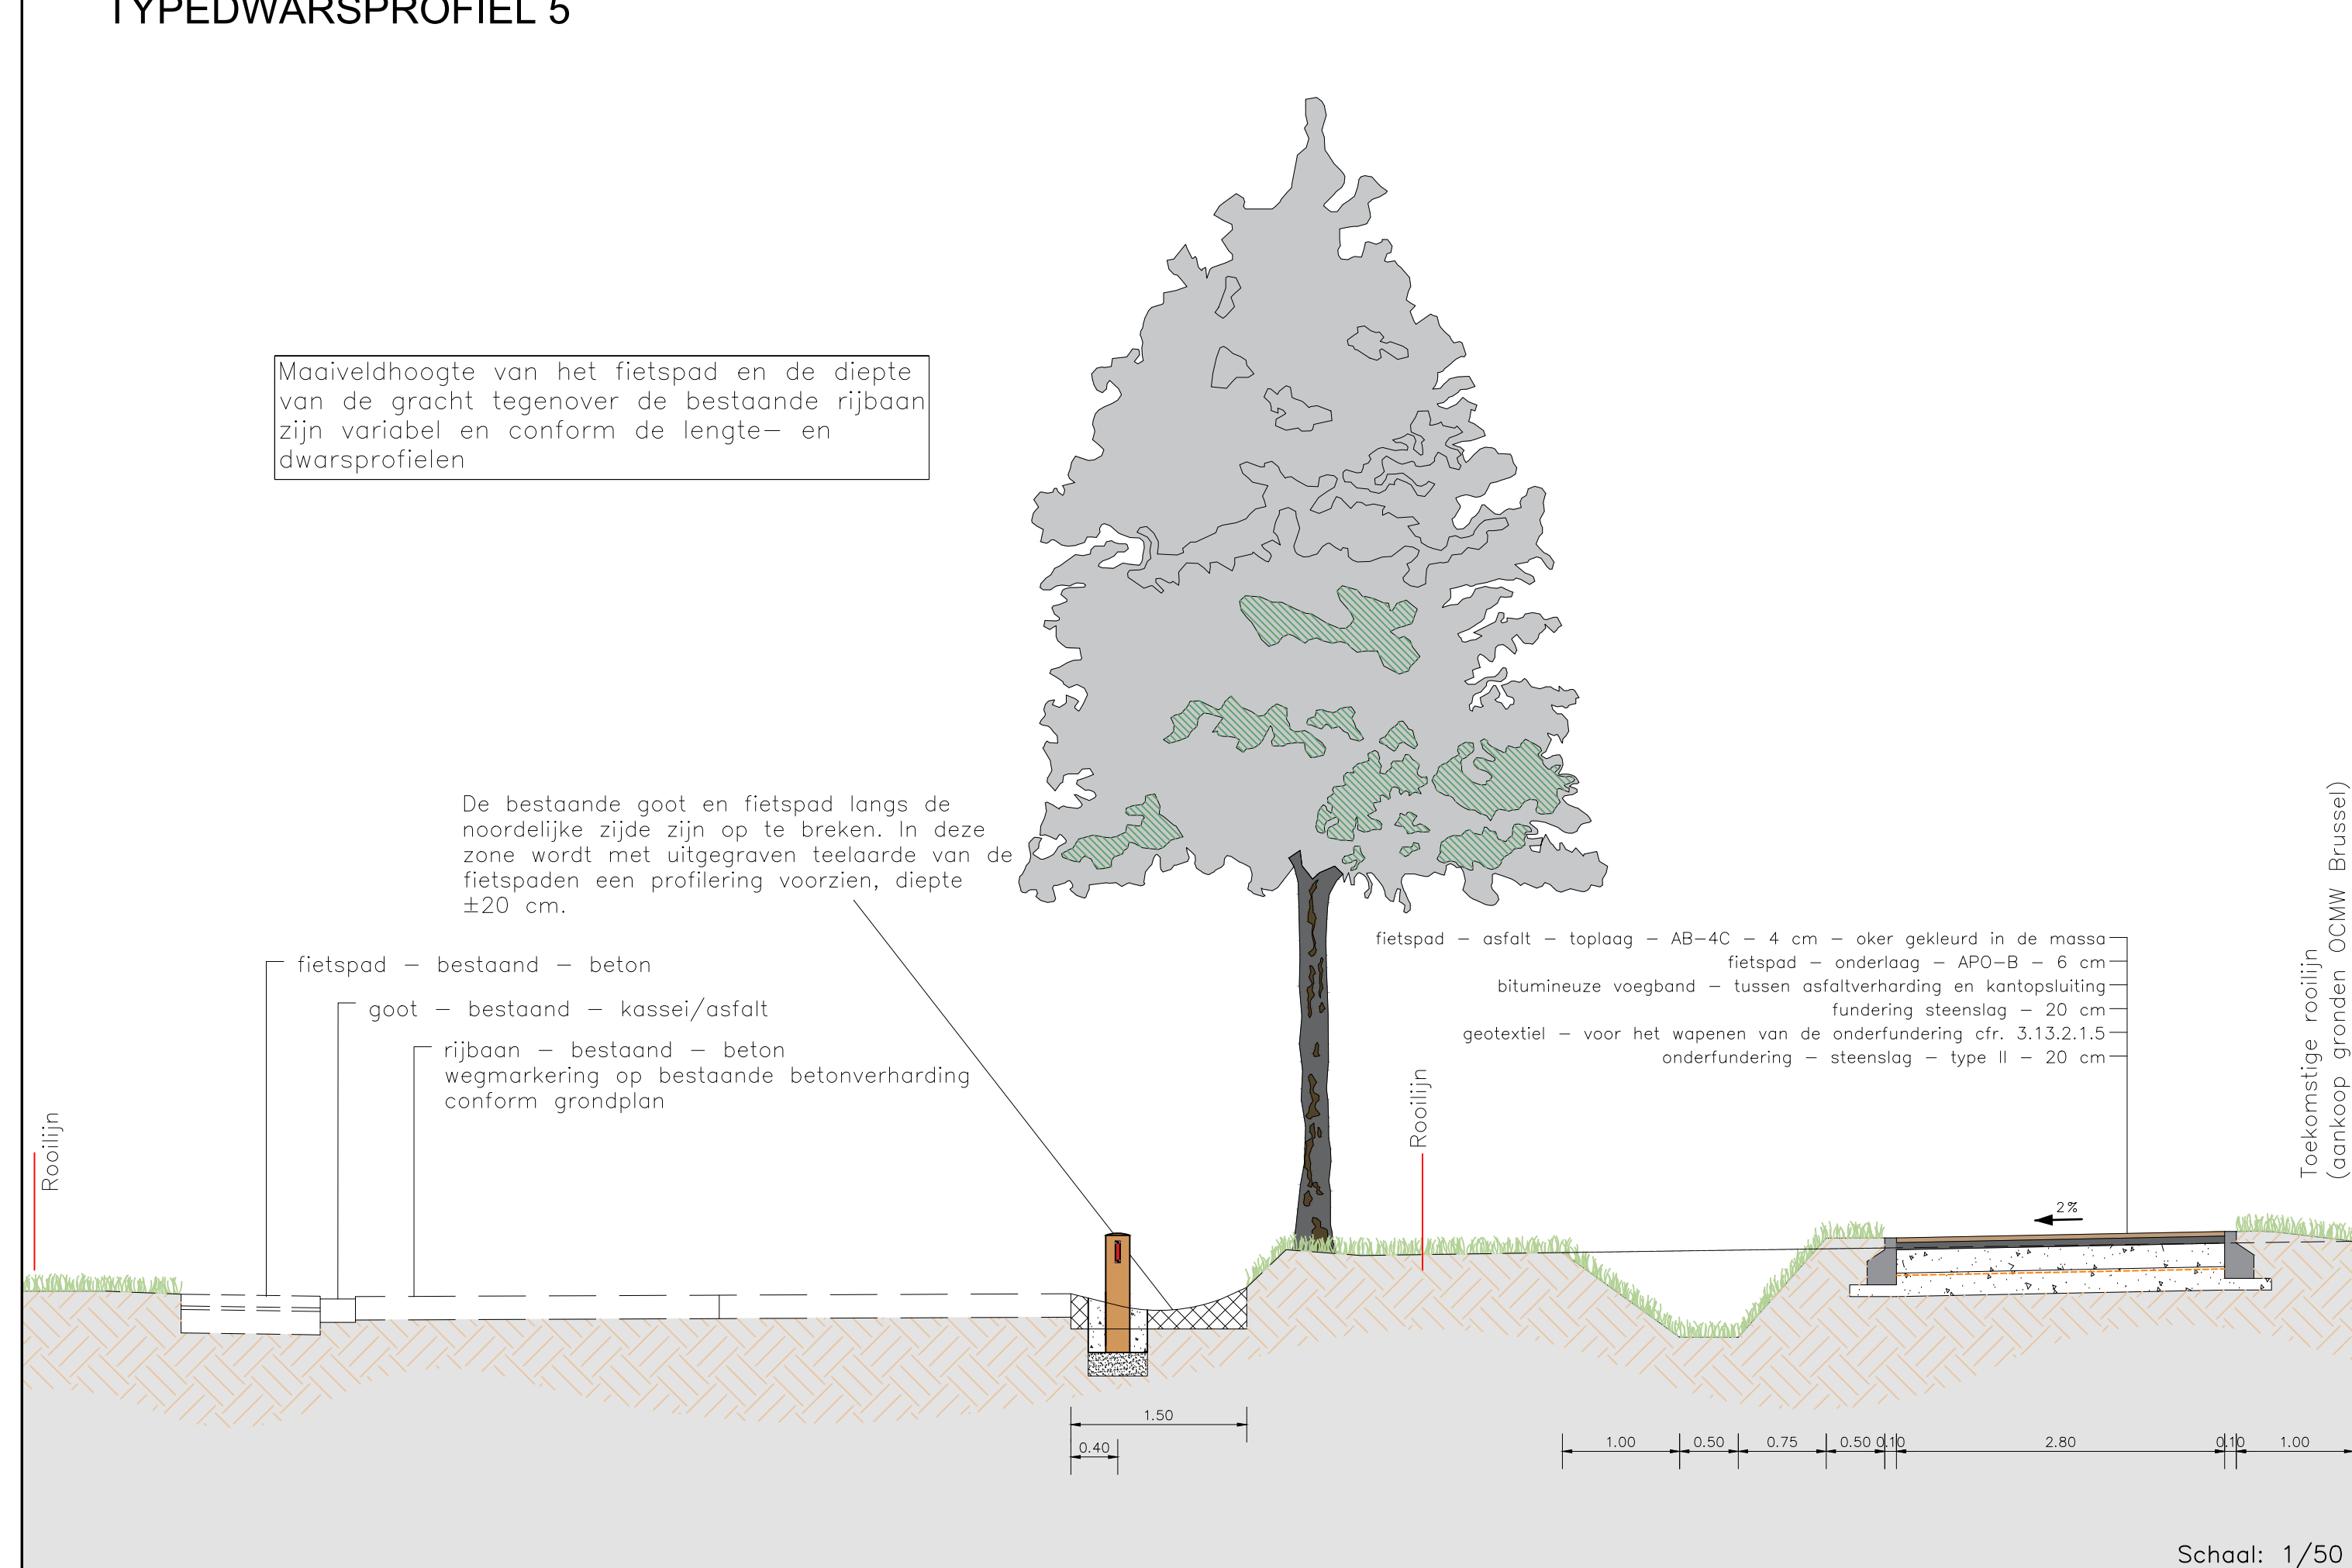 TYPEDWARSPROFIEL 5
Maaiveldhoogte van het fietspad en de diepte
van de gracht tegenover de bestaande rijbaan
zijn variabel en conform de lengte- en
dwarsprofielen
De bestaande goot en fietspad langs de
noordelijke zijde zijn op te breken. In deze
zone wordt met uitgegraven teelaarde van de
fietspaden een profilering voorzien, diepte
±20 cm.
fietspad - bestaand - beton
goot - bestaand - kassei/asfalt
rijbaan - bestaand - beton
wegmarkering op bestaande betonverharding
conform grondplan
fietspad - asfalt - toplaag - AB-4C - 4 cm - oker gekleurd in de massa
fietspad - onderlaag - APO-B - 6 cm
bitumineuze voegband - tussen asfaltverharding en kantopsluiting
fundering steenslag - 20 cm
geotextiel - voor het wapenen van de onderfundering cfr. 3.13.2.1.5
onderfundering - steenslag - type II - 20 cm
Rooilijn
Rooilijn
Toekomstige rooilijn
(aankoop gronden OCMW Brussel)
2%
1.50
0.40
1.00 0.50 0.75 0.50 0.10 2.80 0.10 1.00
Schaal: 1/50